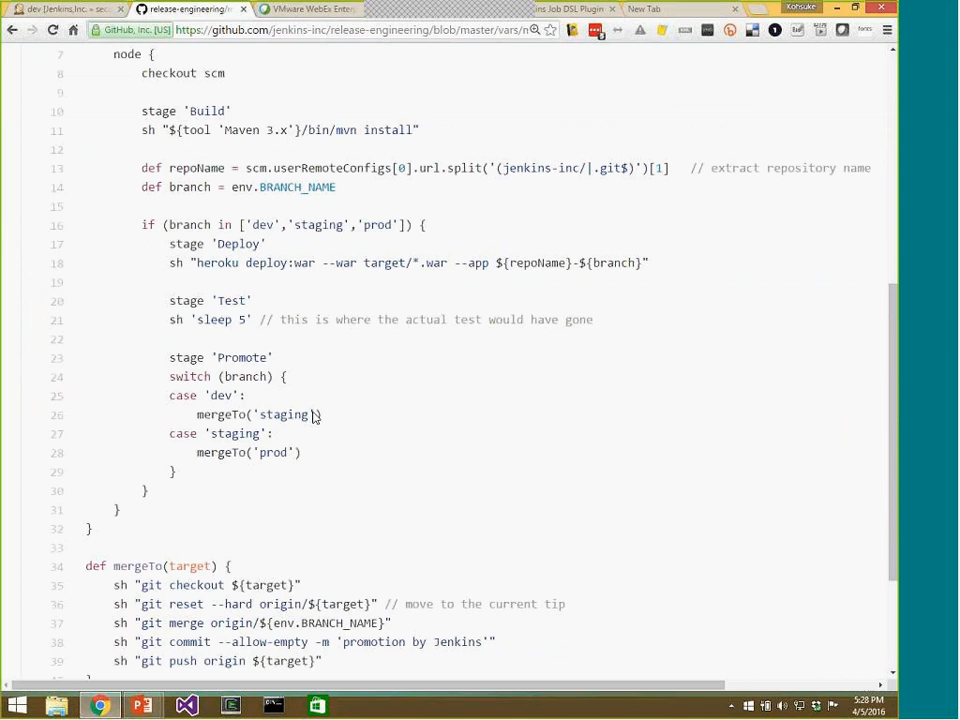 dev [Jenkins,Inc. » sec
release-engineering/
VMware WebEx Enter
ns Job DSL Plugin
New Tab
Kohsuke
GitHub, Inc. [US]
https://github.com/jenkins-inc/release-engineering/blob/master/vars/n
7 node {
8 checkout scm
9
10 stage 'Build'
11 sh "${tool 'Maven 3.x'}/bin/mvn install"
12
13 def repoName = scm.userRemoteConfigs[0].url.split('(jenkins-inc/|.git$)')[1] // extract repository name
14 def branch = env.BRANCH_NAME
15
16 if (branch in ['dev','staging','prod']) {
17 stage 'Deploy'
18 sh "heroku deploy:war --war target/*.war --app ${repoName}-${branch}"
19
20 stage 'Test'
21 sh 'sleep 5' // this is where the actual test would have gone
22
23 stage 'Promote'
24 switch (branch) {
25 case 'dev':
26 mergeTo('staging')
27 case 'staging':
28 mergeTo('prod')
29 }
30 }
31 }
32 }
33
34 def mergeTo(target) {
35 sh "git checkout ${target}"
36 sh "git reset --hard origin/${target}" // move to the current tip
37 sh "git merge origin/${env.BRANCH_NAME}"
38 sh "git commit --allow-empty -m 'promotion by Jenkins'"
39 sh "git push origin ${target}"
5:28 PM
4/5/2016